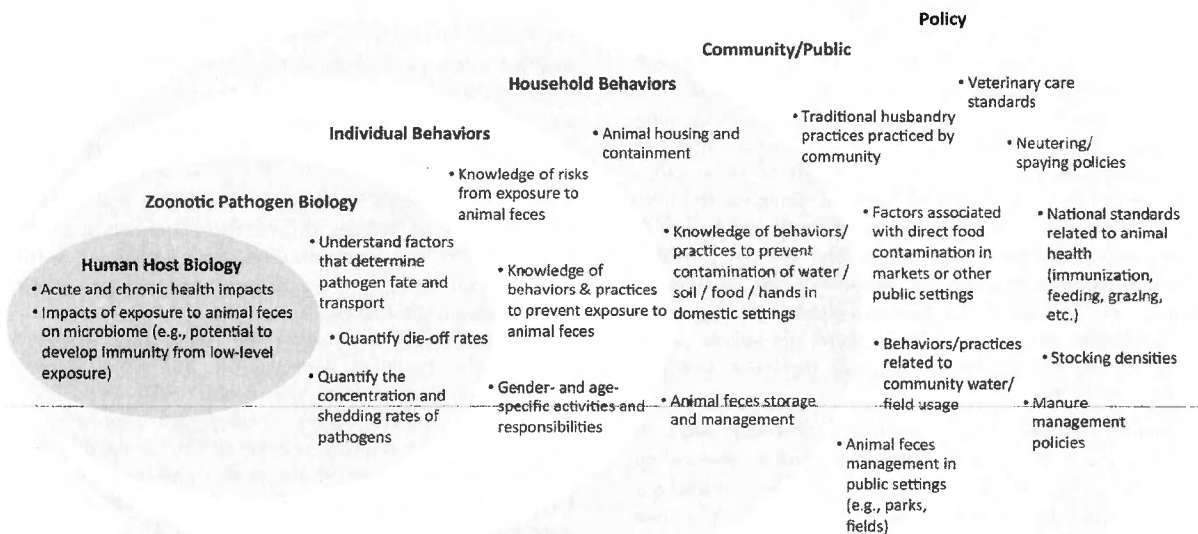 Policy
Community/Public
Household Behaviors
Individual Behaviors
Zoonotic Pathogen Biology
Human Host Biology
• Acute and chronic health impacts
• Impacts of exposure to animal feces
on microbiome (e.g., potential to
develop immunity from low-level
exposure)
• Understand factors
that determine
pathogen fate and
transport
• Quantify die-off rates
• Quantify the
concentration and
shedding rates of
pathogens
• Knowledge of risks
from exposure to
animal feces
• Knowledge of
behaviors & practices
to prevent exposure to
animal feces
• Gender- and age-
specific activities and
responsibilities
• Animal housing and
containment
• Knowledge of behaviors/
practices to prevent
contamination of water /
soil / food / hands in
domestic settings
• Animal feces storage
and management
• Traditional husbandry
practices practiced by
community
• Factors associated
with direct food
contamination in
markets or other
public settings
• Behaviors/practices
related to
community water/
field usage
• Animal feces
management in
public settings
(e.g., parks,
fields)
• Veterinary care
standards
• Neutering/
spaying policies
• National standards
related to animal
health
(immunization,
feeding, grazing,
etc.)
• Stocking densities
• Manure
management
policies